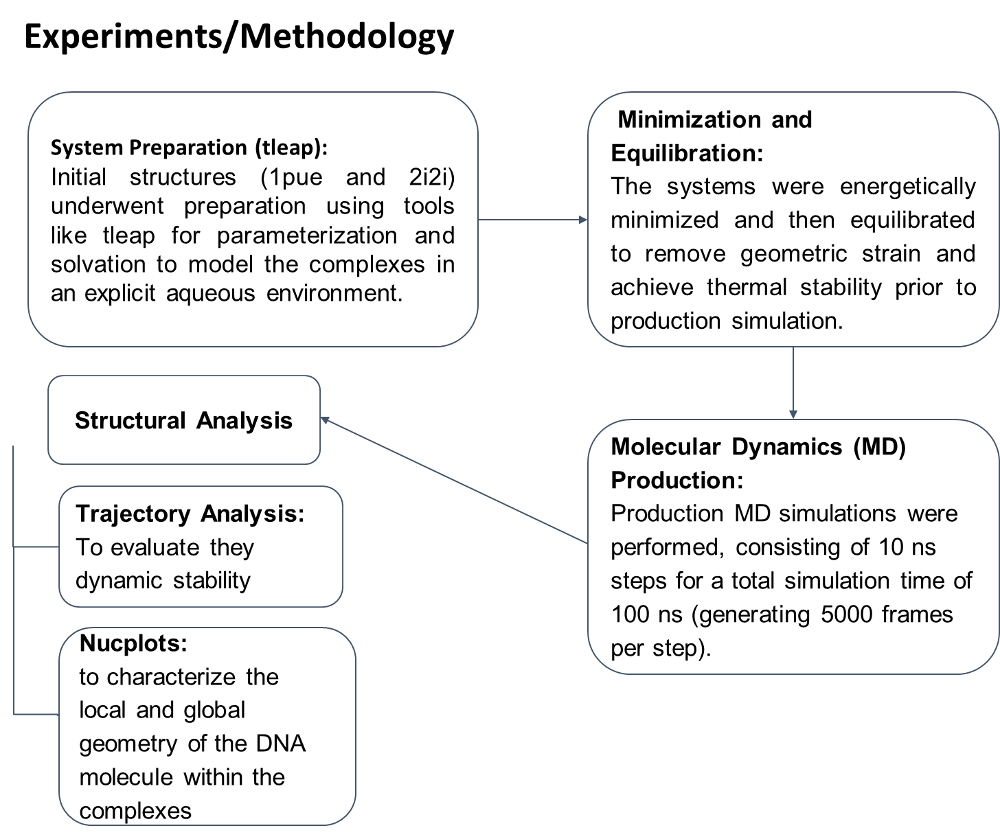 Experiments/Methodology
System Preparation (tleap):
Initial structures (1pue and 2i2i)
underwent preparation using tools
like tleap for parameterization and
solvation to model the complexes in
an explicit aqueous environment.
Minimization and
Equilibration:
The systems were energetically
minimized and then equilibrated
to remove geometric strain and
achieve thermal stability prior to
production simulation.
Molecular Dynamics (MD)
Production:
Production MD simulations were
performed, consisting of 10 ns
steps for a total simulation time of
100 ns (generating 5000 frames
per step).
Structural Analysis
Trajectory Analysis:
To evaluate they
dynamic stability
Nucplots:
to characterize the
local and global
geometry of the DNA
molecule within the
complexes